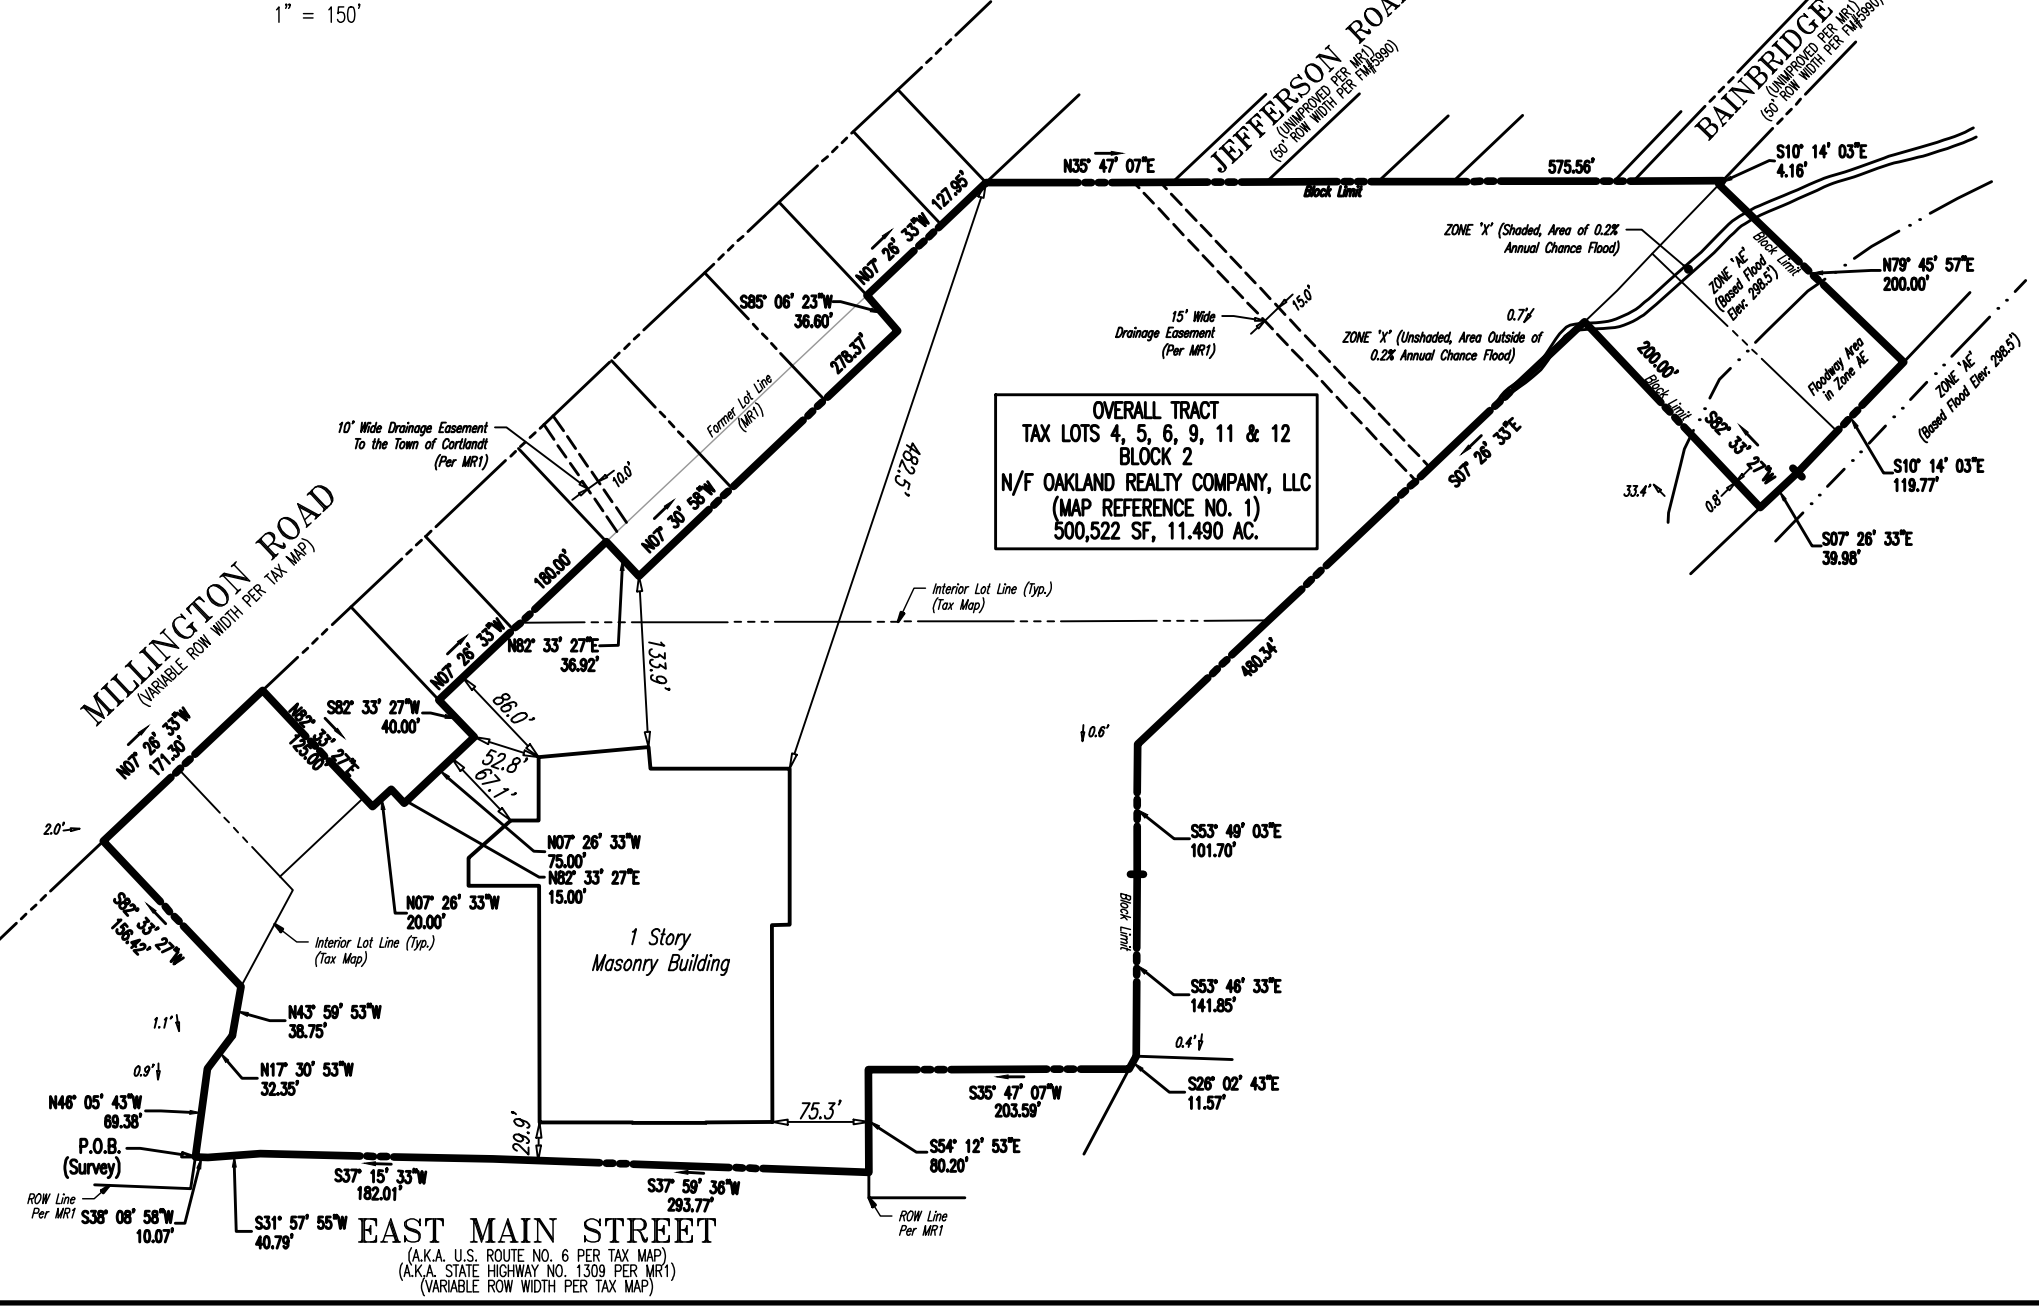 1" = 150'
JEFFERSON ROAD
(UNIMPROVED PER MR1)
(50' ROW WIDTH PER FM#5990)
BAINBRIDGE
(UNIMPROVED PER MR1)
(50' ROW WIDTH PER FM#5990)
N35° 47' 07"E
575.56'
Block Limit
S10° 14' 03"E
4.16'
N07° 26' 33"W
127.95'
ZONE 'X' (Shaded, Area of 0.2%
Annual Chance Flood)
Block Limit
ZONE 'AE'
(Based Flood
Elev. 298.5')
N79° 45' 57"E
200.00'
S85° 06' 23"W
36.60'
278.37'
15' Wide
Drainage Easement
(Per MR1)
15.0'
0.7'
ZONE 'X' (Unshaded, Area Outside of
0.2% Annual Chance Flood)
200.00'
Block Limit
S82° 33' 27"W
Floodway Area
in Zone AE
ZONE 'AE'
(Based Flood Elev. 298.5')
Former Lot Line
(MR1)
10' Wide Drainage Easement
To the Town of Cortlandt
(Per MR1)
10.0'
482.5'
OVERALL TRACT
TAX LOTS 4, 5, 6, 9, 11 & 12
BLOCK 2
N/F OAKLAND REALTY COMPANY, LLC
(MAP REFERENCE NO. 1)
500,522 SF, 11.490 AC.
S07° 26' 33"E
S10° 14' 03"E
119.77'
33.4'
0.8'
N07° 30' 58"W
MILLINGTON ROAD
(VARIABLE ROW WIDTH PER TAX MAP)
S07° 26' 33"E
39.98'
180.00'
Interior Lot Line (Typ.)
(Tax Map)
N07° 26' 33"W
N82° 33' 27"E
36.92'
133.9'
480.34'
86.0'
S82° 33' 27"W
40.00'
N82° 33' 27"E
125.00'
N07° 26' 33"W
171.30'
0.6'
52.8'
67.1'
2.0'
N07° 26' 33"W
75.00'
N82° 33' 27"E
15.00'
S53° 49' 03"E
101.70'
N07° 26' 33"W
20.00'
S82° 33' 27"W
156.42'
Block Limit
Interior Lot Line (Typ.)
(Tax Map)
1 Story
Masonry Building
S53° 46' 33"E
141.85'
N43° 59' 53"W
38.75'
1.1'
0.4'
N17° 30' 53"W
32.35'
0.9'
S26° 02' 43"E
11.57'
S35° 47' 07"W
203.59'
N46° 05' 43"W
69.38'
75.3'
29.9'
P.O.B.
(Survey)
S54° 12' 53"E
80.20'
S37° 15' 33"W
182.01'
S37° 59' 36"W
293.77'
ROW Line
Per MR1
S38° 08' 58"W
10.07'
S31° 57' 55"W
40.79'
ROW Line
Per MR1
EAST MAIN STREET
(A.K.A. U.S. ROUTE NO. 6 PER TAX MAP)
(A.K.A. STATE HIGHWAY NO. 1309 PER MR1)
(VARIABLE ROW WIDTH PER TAX MAP)